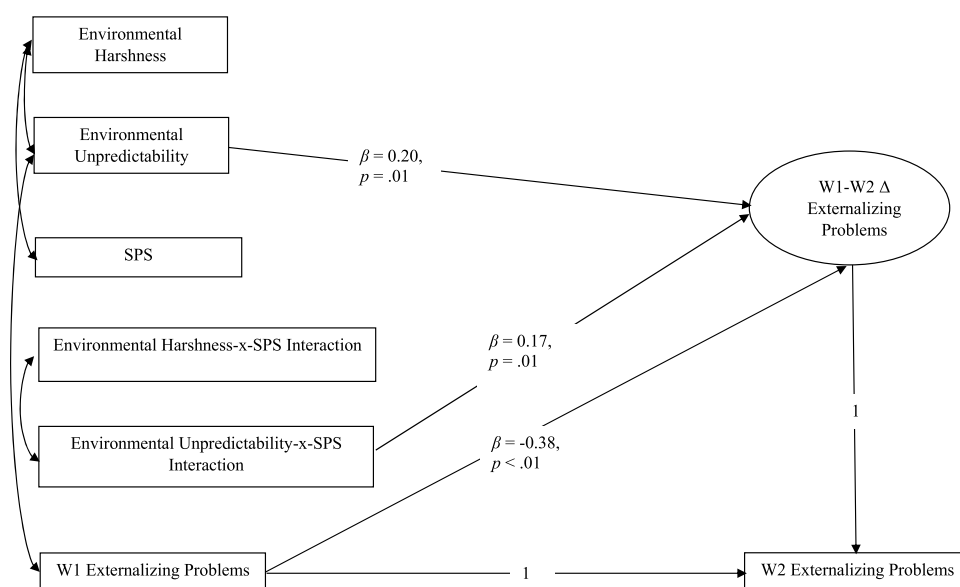 Environmental
Harshness
Environmental
Unpredictability
β = 0.20,
p = .01
W1-W2 Δ
Externalizing
Problems
SPS
Environmental Harshness-x-SPS Interaction
β = 0.17,
p = .01
Environmental Unpredictability-x-SPS
Interaction
β = -0.38,
p < .01
1
W1 Externalizing Problems
1
W2 Externalizing Problems